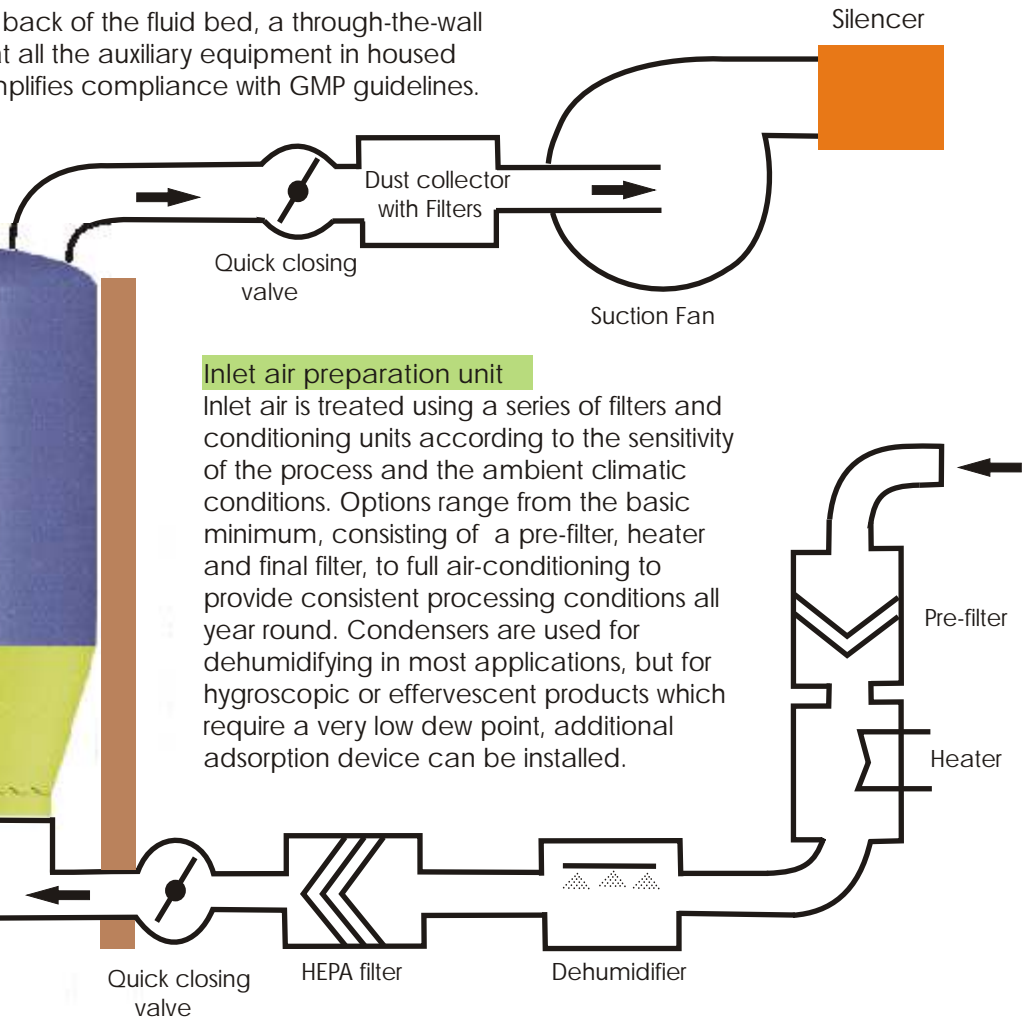 back of the fluid bed, a through-the-wall
at all the auxiliary equipment in housed
mplifies compliance with GMP guidelines.
Silencer
Dust collector
with Filters
Quick closing
valve
Suction Fan
Inlet air preparation unit
Inlet air is treated using a series of filters and
conditioning units according to the sensitivity
of the process and the ambient climatic
conditions. Options range from the basic
minimum, consisting of a pre-filter, heater
and final filter, to full air-conditioning to
provide consistent processing conditions all
year round. Condensers are used for
dehumidifying in most applications, but for
hygroscopic or effervescent products which
require a very low dew point, additional
adsorption device can be installed.
Pre-filter
Heater
Quick closing
valve
HEPA filter
Dehumidifier